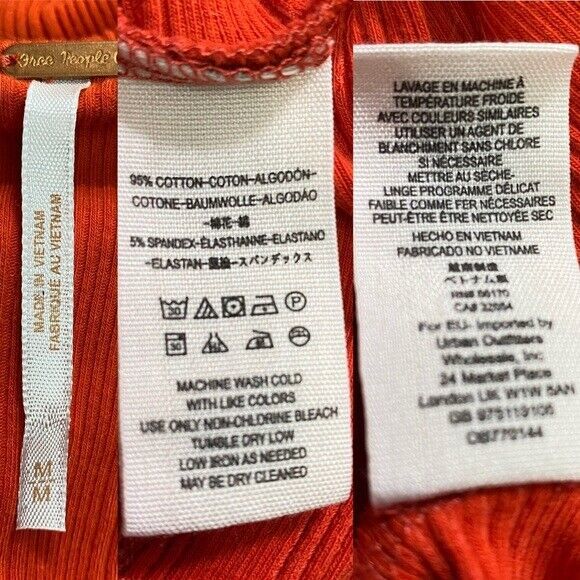 Free People
MADE IN VIETNAM
FABRIQUÉ AU VIETNAM
M
M
95% COTTON-COTON-ALGODÓN-
COTONE-BAUMWOLLE-ALGODÃO
-棉花-綿
5% SPANDEX-ÉLASTHANNE-ELASTANO
-ELASTAN-氨綸-スパンデックス
30
P
30
MACHINE WASH COLD
WITH LIKE COLORS
USE ONLY NON-CHLORINE BLEACH
TUMBLE DRY LOW
LOW IRON AS NEEDED
MAY BE DRY CLEANED
LAVAGE EN MACHINE À
TEMPÉRATURE FROIDE
AVEC COULEURS SIMILAIRES
UTILISER UN AGENT DE
BLANCHIMENT SANS CHLORE
SI NÉCESSAIRE
METTRE AU SÈCHE-
LINGE PROGRAMME DÉLICAT
FAIBLE COMME FER NÉCESSAIRES
PEUT-ÊTRE ÊTRE NETTOYÉE SEC
HECHO EN VIETNAM
FABRICADO NO VIETNAME
越南製造
ベトナム製
RN# 66170
CA# 32654
For EU- Imported by
Urban Outfitters
Wholesale, Inc
24 Market Place
London UK W1W 8AN